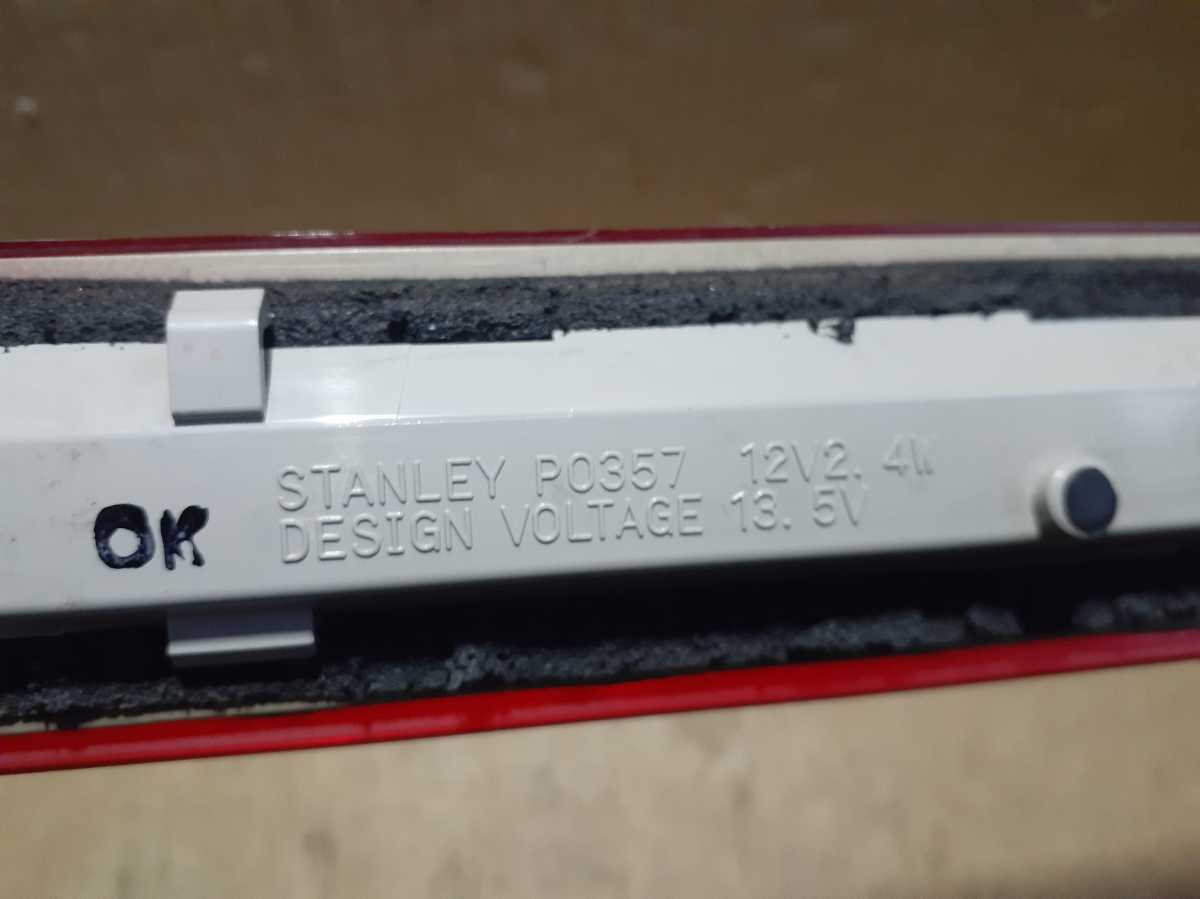 STANLEY P0357 12V2. 4W
DESIGN VOLTAGE 13. 5V
OK